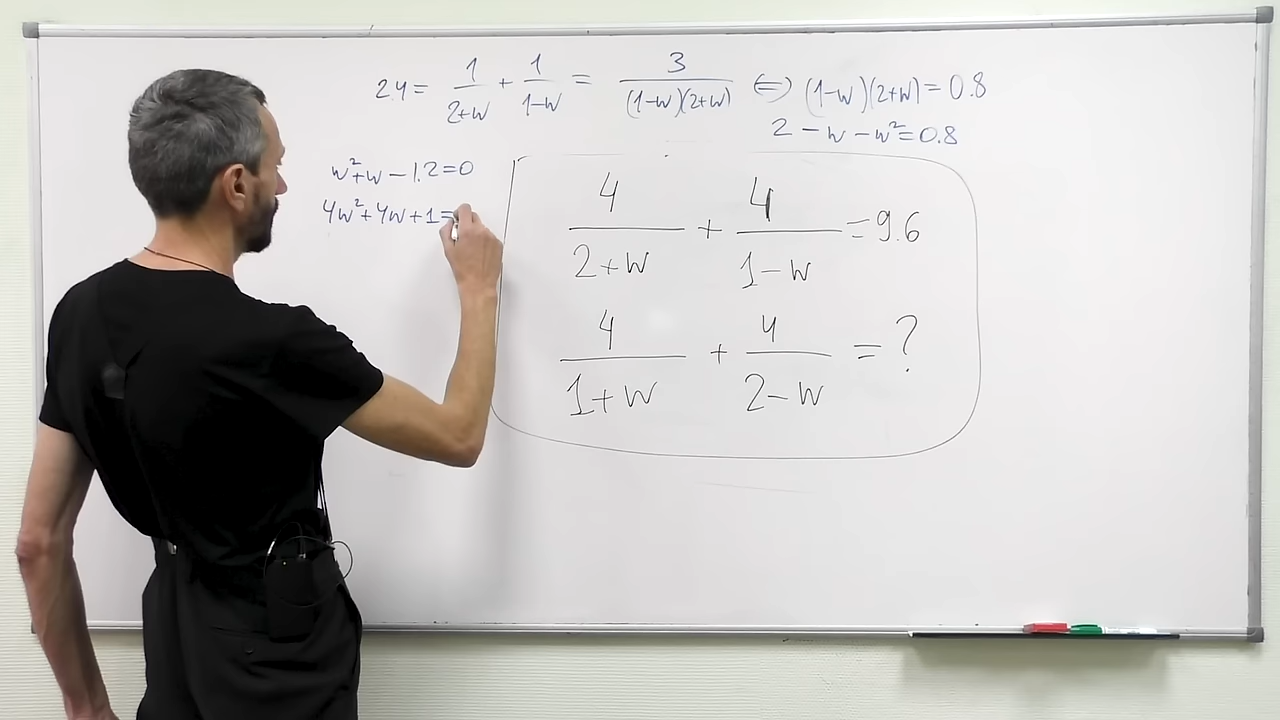 2.4 = 1/(2+w) + 1/(1-w) = 3/((1-w)(2+w)) ⇔ (1-w)(2+w) = 0.8
2 - w - w² = 0.8
w² + w - 1.2 = 0
4w² + 4w + 1 =
4/(2+w) + 4/(1-w) = 9.6
4/(1+w) + 4/(2-w) = ?